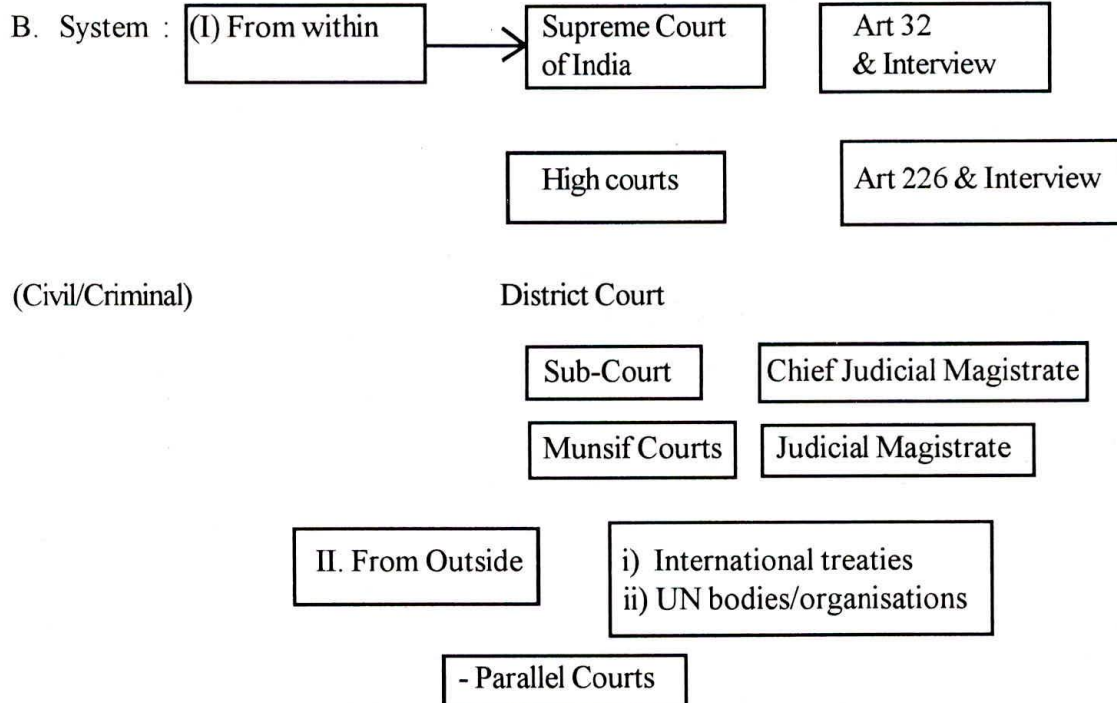 B. System : (I) From within
Supreme Court
of India
Art 32
& Interview
High courts
Art 226 & Interview
(Civil/Criminal)
District Court
Sub-Court
Chief Judicial Magistrate
Munsif Courts
Judicial Magistrate
II. From Outside
i) International treaties
ii) UN bodies/organisations
- Parallel Courts